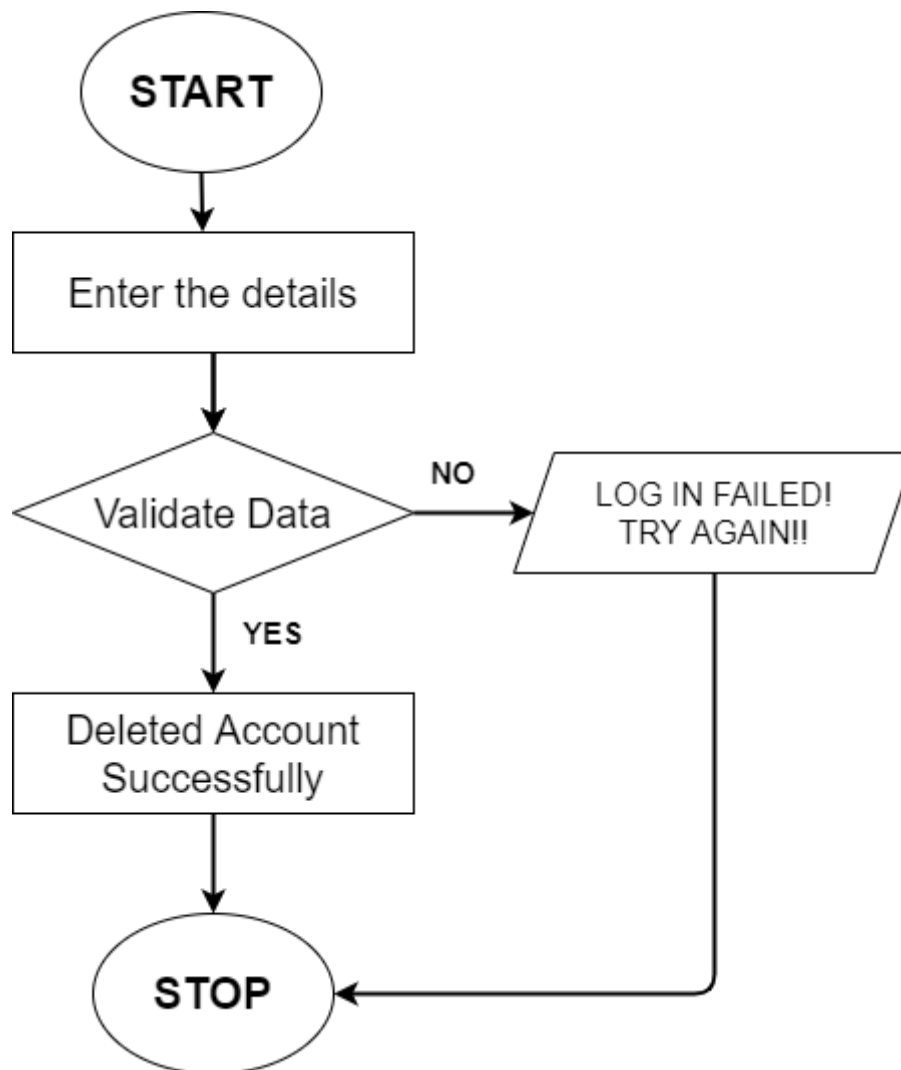 START
Enter the details
Validate Data
NO
LOG IN FAILED!
TRY AGAIN!!
YES
Deleted Account
Successfully
STOP